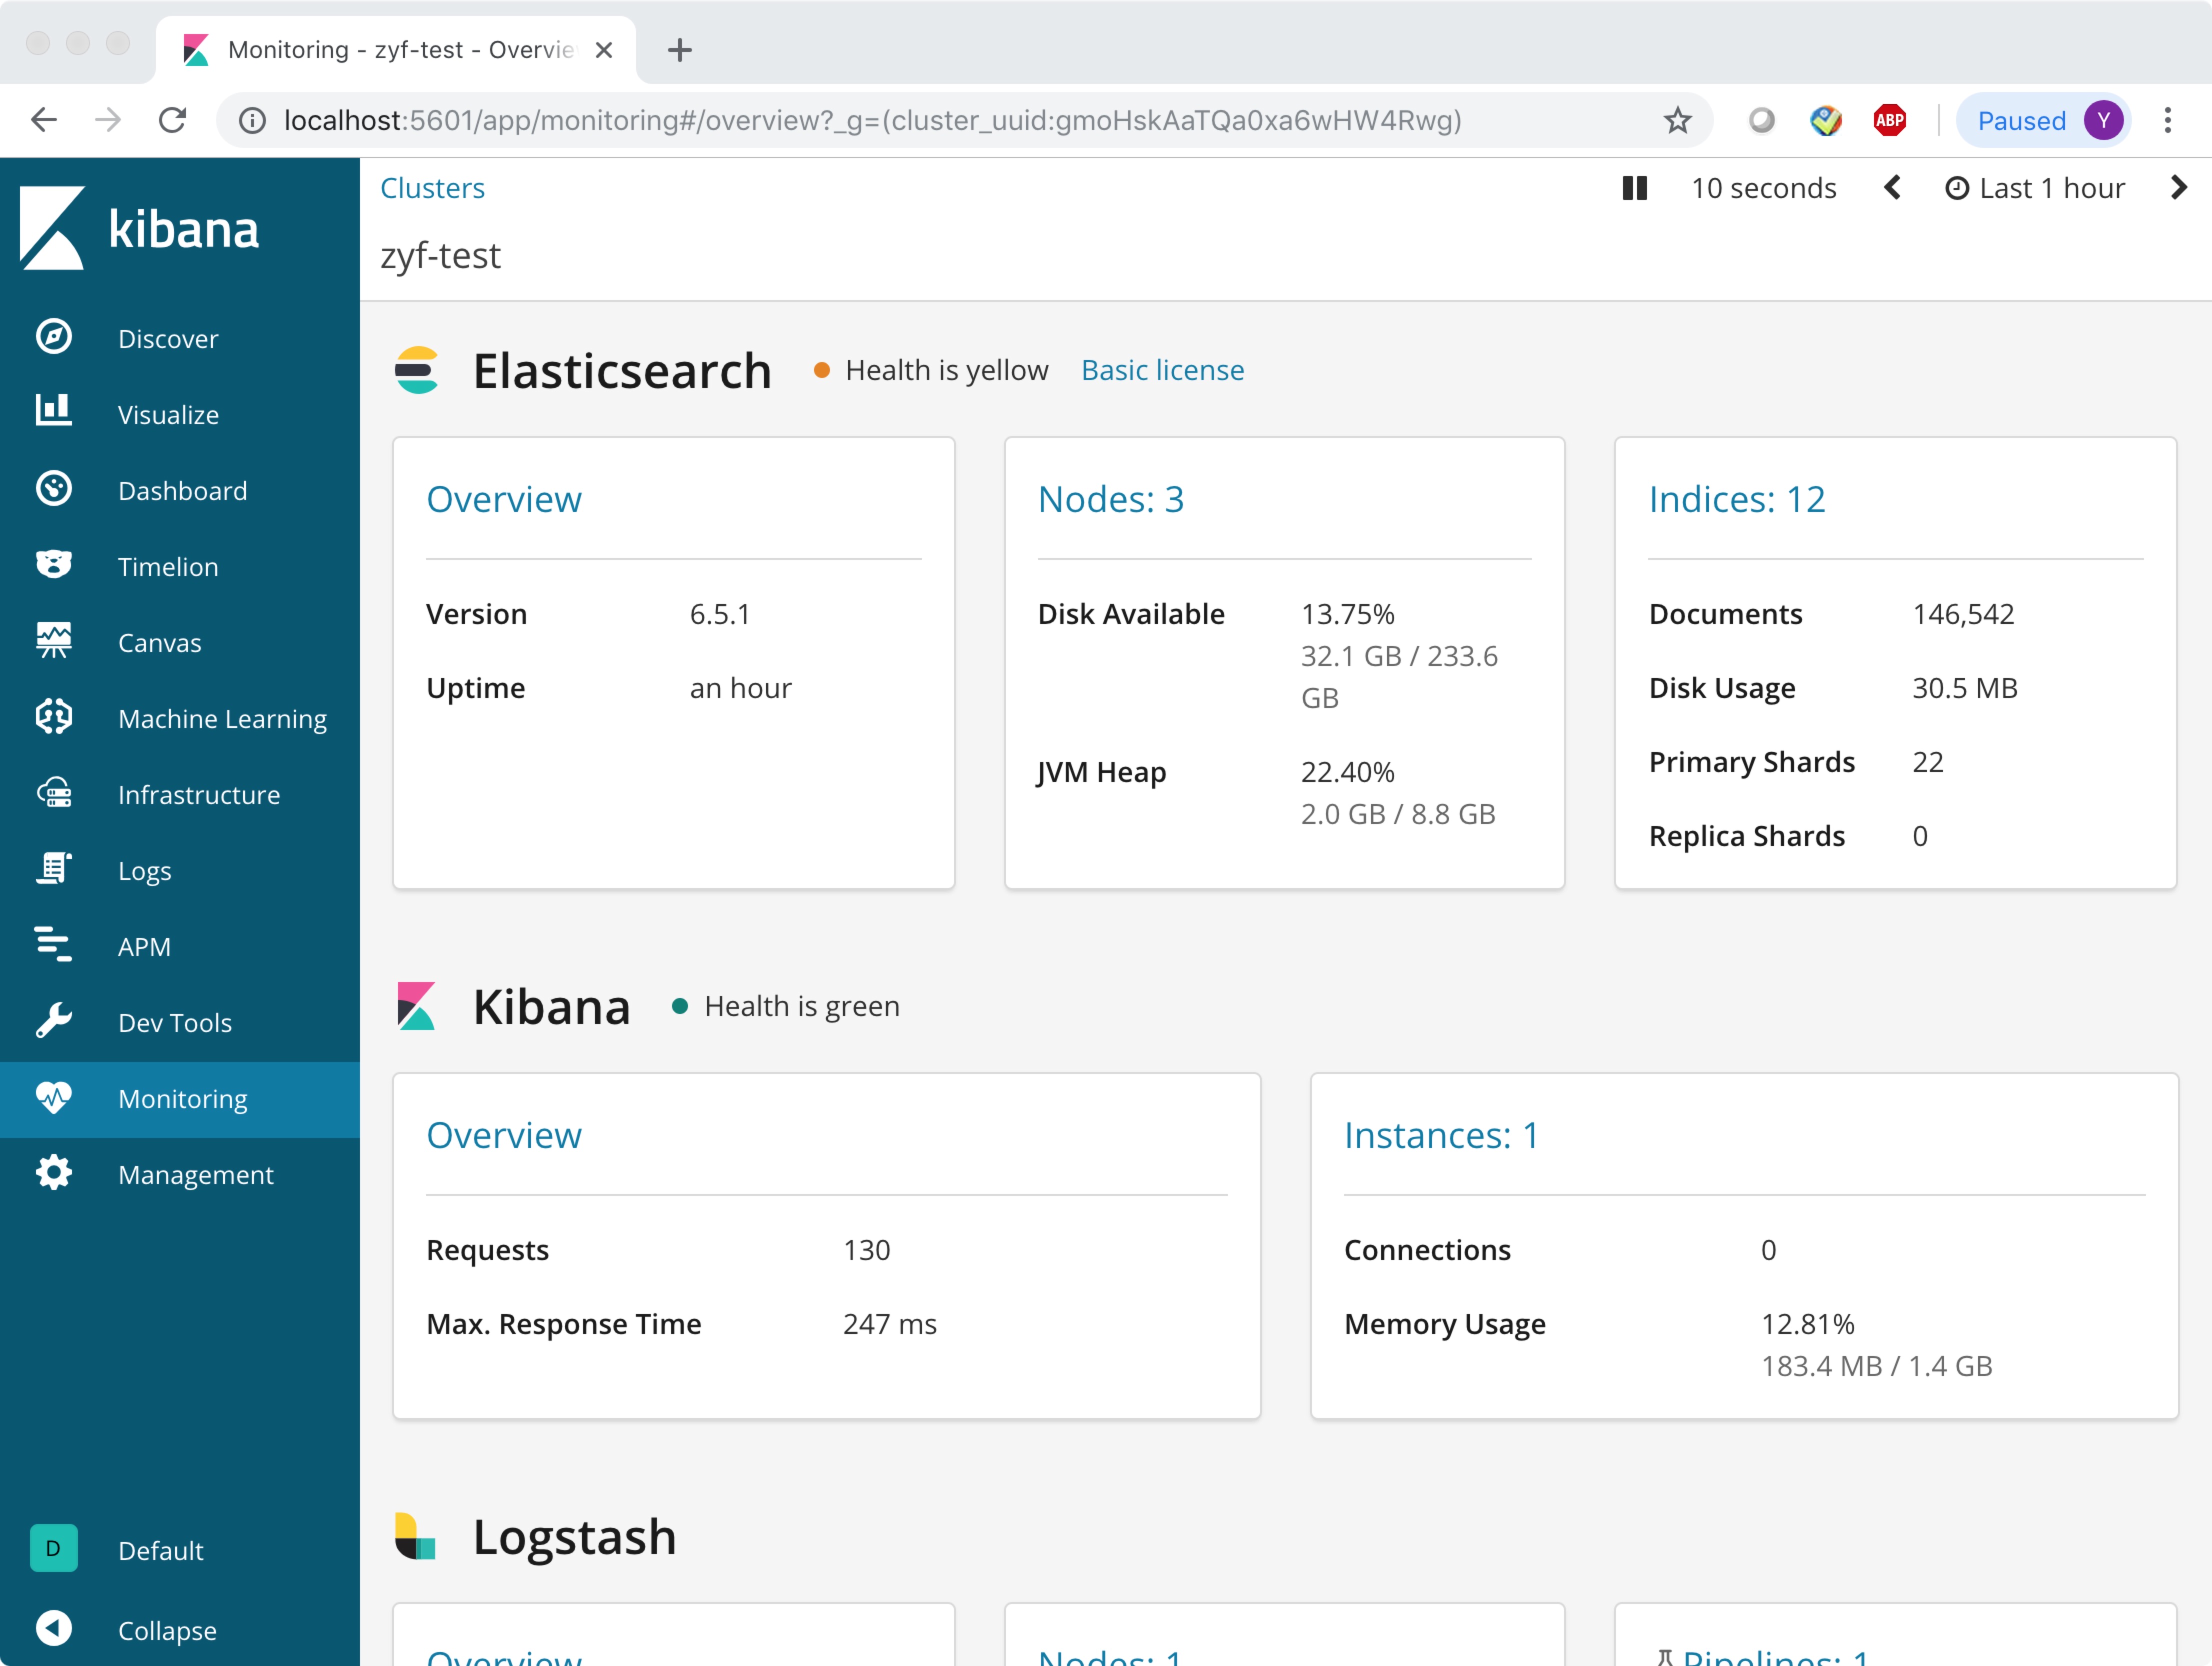 Monitoring - zyf-test - Overvie
localhost:5601/app/monitoring#/overview?_g=(cluster_uuid:gmoHskAaTQa0xa6wHW4Rwg)
ABP
Paused
Y
kibana
Discover
Visualize
Dashboard
Timelion
Canvas
Machine Learning
Infrastructure
Logs
APM
Dev Tools
Monitoring
Management
D
Default
Collapse
Clusters
10 seconds
Last 1 hour
zyf-test
Elasticsearch
Health is yellow
Basic license
Overview
Version 6.5.1
Uptime an hour
Nodes: 3
Disk Available 13.75%
32.1 GB / 233.6
GB
JVM Heap 22.40%
2.0 GB / 8.8 GB
Indices: 12
Documents 146,542
Disk Usage 30.5 MB
Primary Shards 22
Replica Shards 0
Kibana
Health is green
Overview
Requests 130
Max. Response Time 247 ms
Instances: 1
Connections 0
Memory Usage 12.81%
183.4 MB / 1.4 GB
Logstash
Overview
Nodes: 1
Pipelines: 1